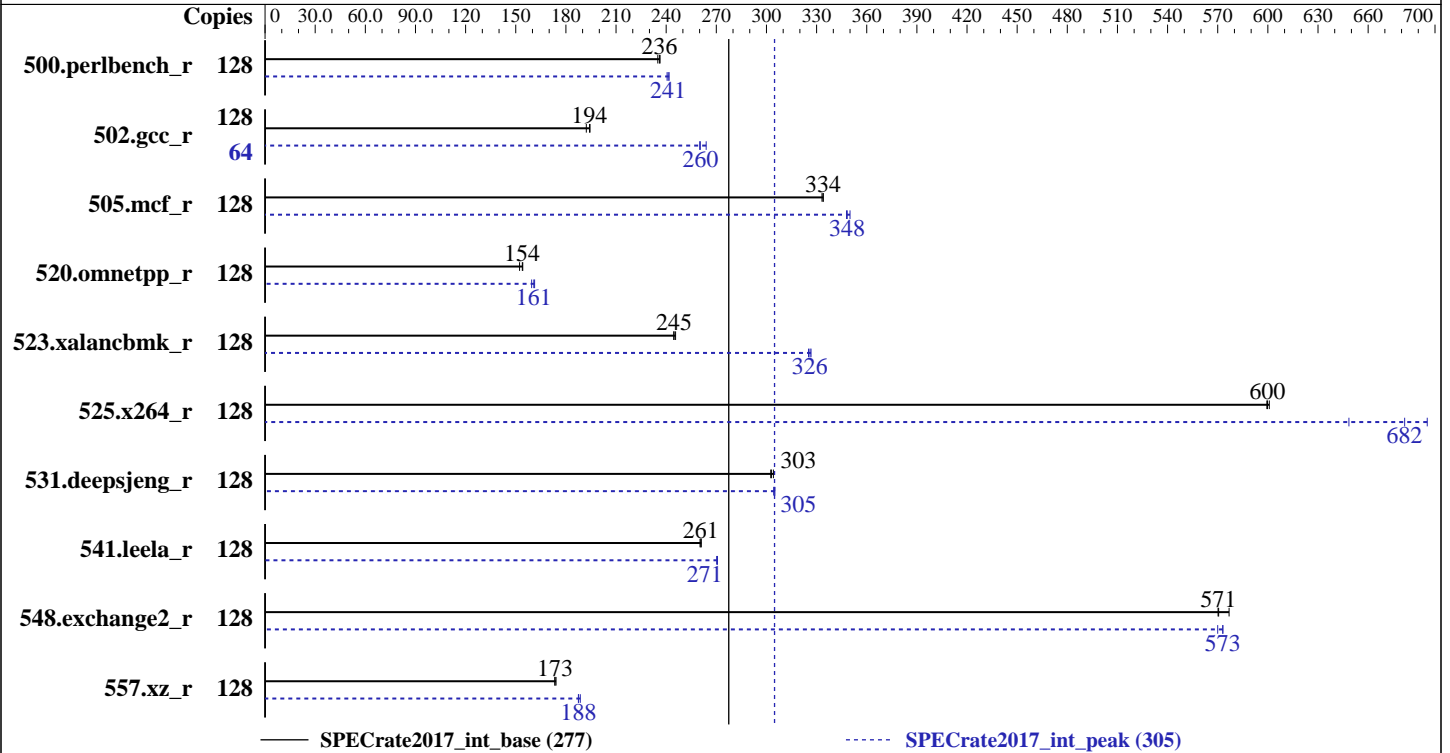 Copies 0 30.0 60.0 90.0 120 150 180 210 240 270 300 330 360 390 420 450 480 510 540 570 600 630 660 700
500.perlbench_r 128 236
241
502.gcc_r 128 194
64 260
505.mcf_r 128 334
348
520.omnetpp_r 128 154
161
523.xalancbmk_r 128 245
326
525.x264_r 128 600
682
531.deepsjeng_r 128 303
305
541.leela_r 128 261
271
548.exchange2_r 128 571
573
557.xz_r 128 173
188
SPECrate2017_int_base (277) SPECrate2017_int_peak (305)